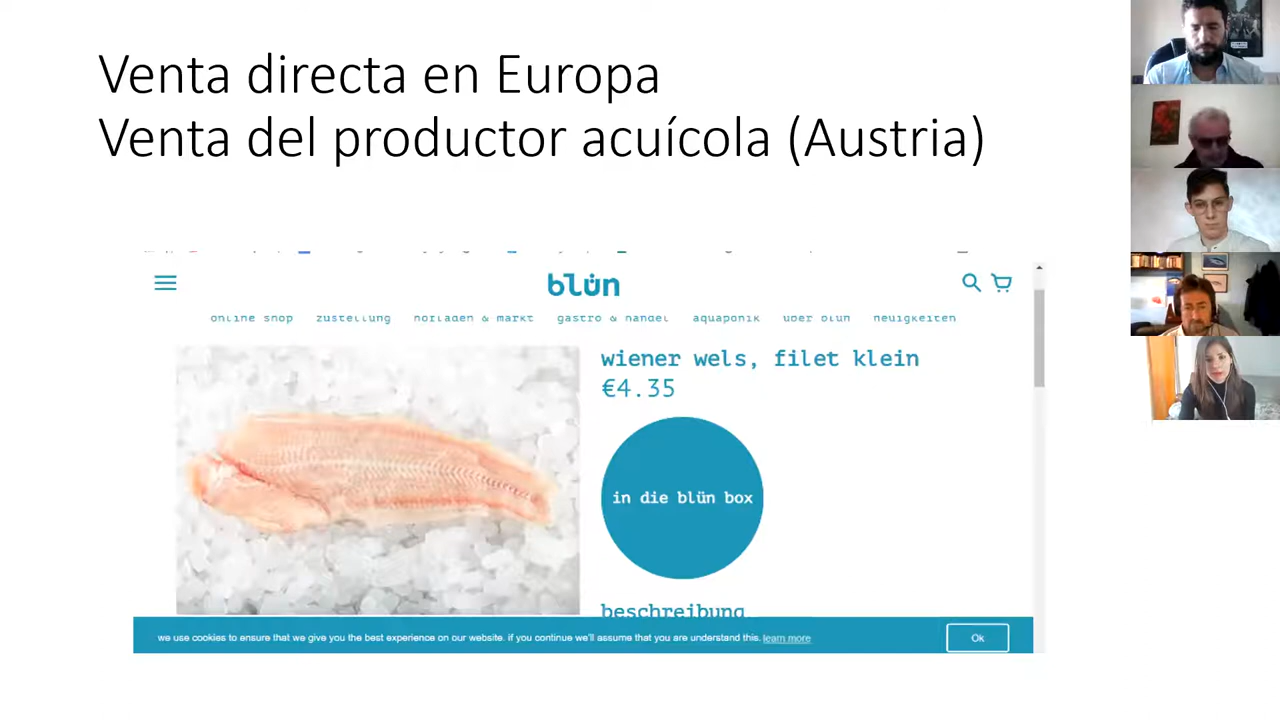 Venta directa en Europa
Venta del productor acuícola (Austria)
blün
online shop zustellung hofladen & markt gastro & handel aquaponik über blün neuigkeiten
wiener wels, filet klein
€4.35
in die blün box
beschreibung
we use cookies to ensure that we give you the best experience on our website. if you continue we'll assume that you are understand this. learn more
Ok